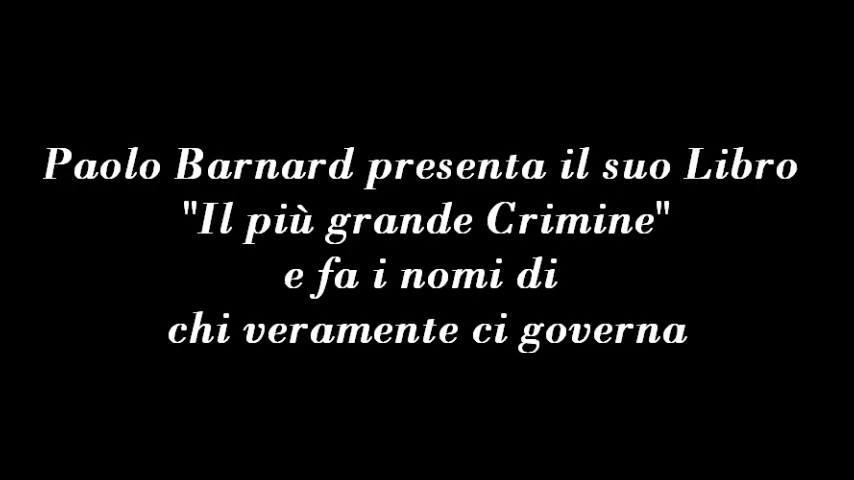 Paolo Barnard presenta il suo Libro
"Il più grande Crimine"
e fa i nomi di
chi veramente ci governa